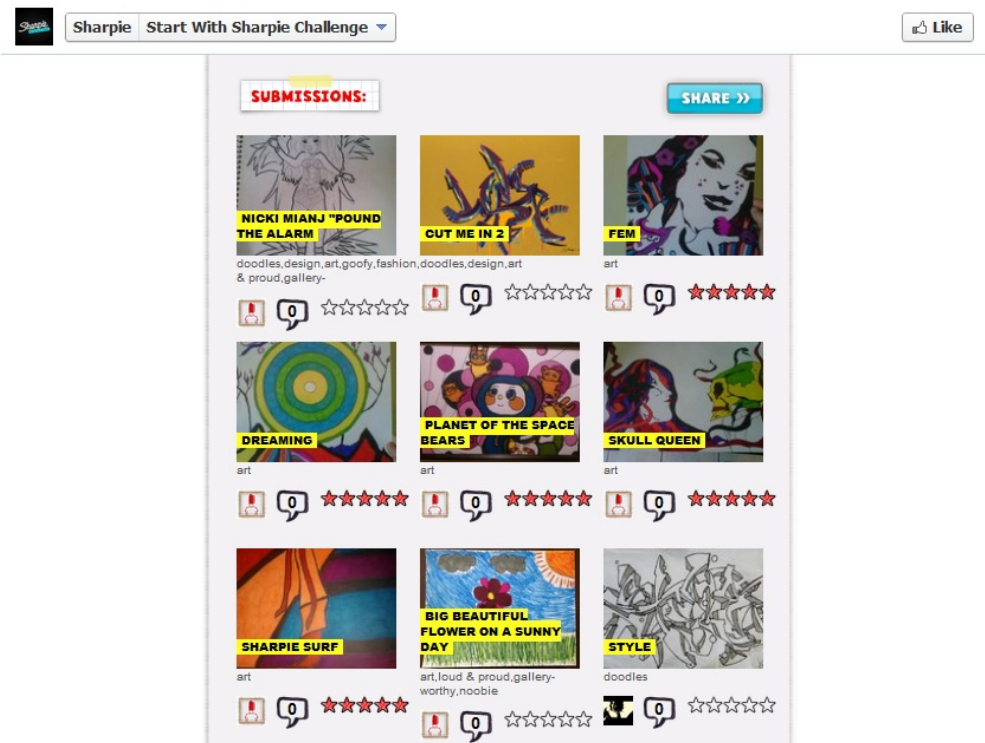 Sharpie
Sharpie Start With Sharpie Challenge
Like
SUBMISSIONS:
SHARE >>
NICKI MIANJ "POUND
THE ALARM
doodles,design,art,goofy,fashion,doodles,design,art
& proud,gallery-
0
CUT ME IN 2
0
FEM
art
0
DREAMING
art
0
PLANET OF THE SPACE
BEARS
art
0
SKULL QUEEN
art
0
SHARPIE SURF
art
0
BIG BEAUTIFUL
FLOWER ON A SUNNY
DAY
art,loud & proud,gallery-
worthy,noobie
0
STYLE
doodles
0